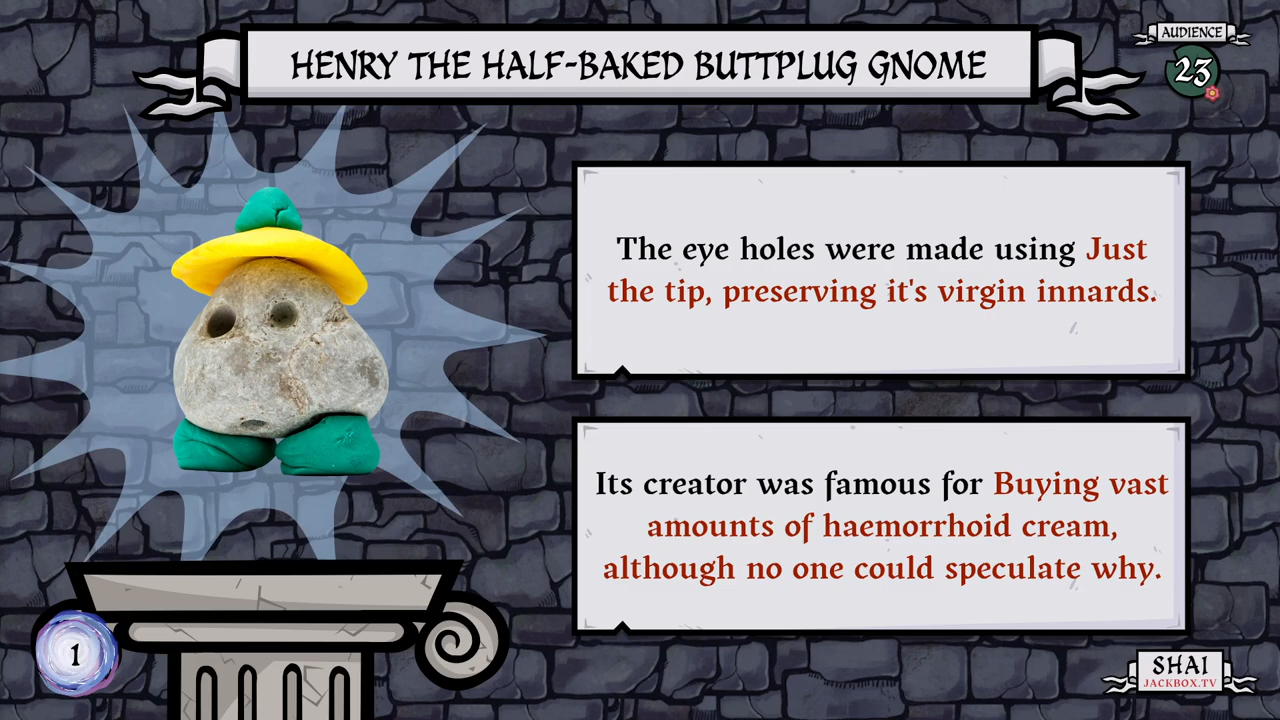 HENRY THE HALF-BAKED BUTTPLUG GNOME
AUDIENCE
23
The eye holes were made using Just
the tip, preserving it's virgin innards.
Its creator was famous for Buying vast
amounts of haemorrhoid cream,
although no one could speculate why.
1
SHAI
JACKBOX.TV